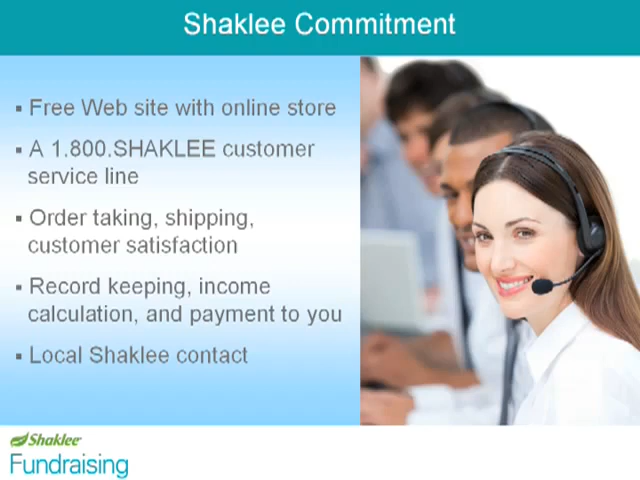 Shaklee Commitment
▪ Free Web site with online store
▪ A 1.800.SHAKLEE customer
service line
▪ Order taking, shipping,
customer satisfaction
▪ Record keeping, income
calculation, and payment to you
▪ Local Shaklee contact
Shaklee
Fundraising